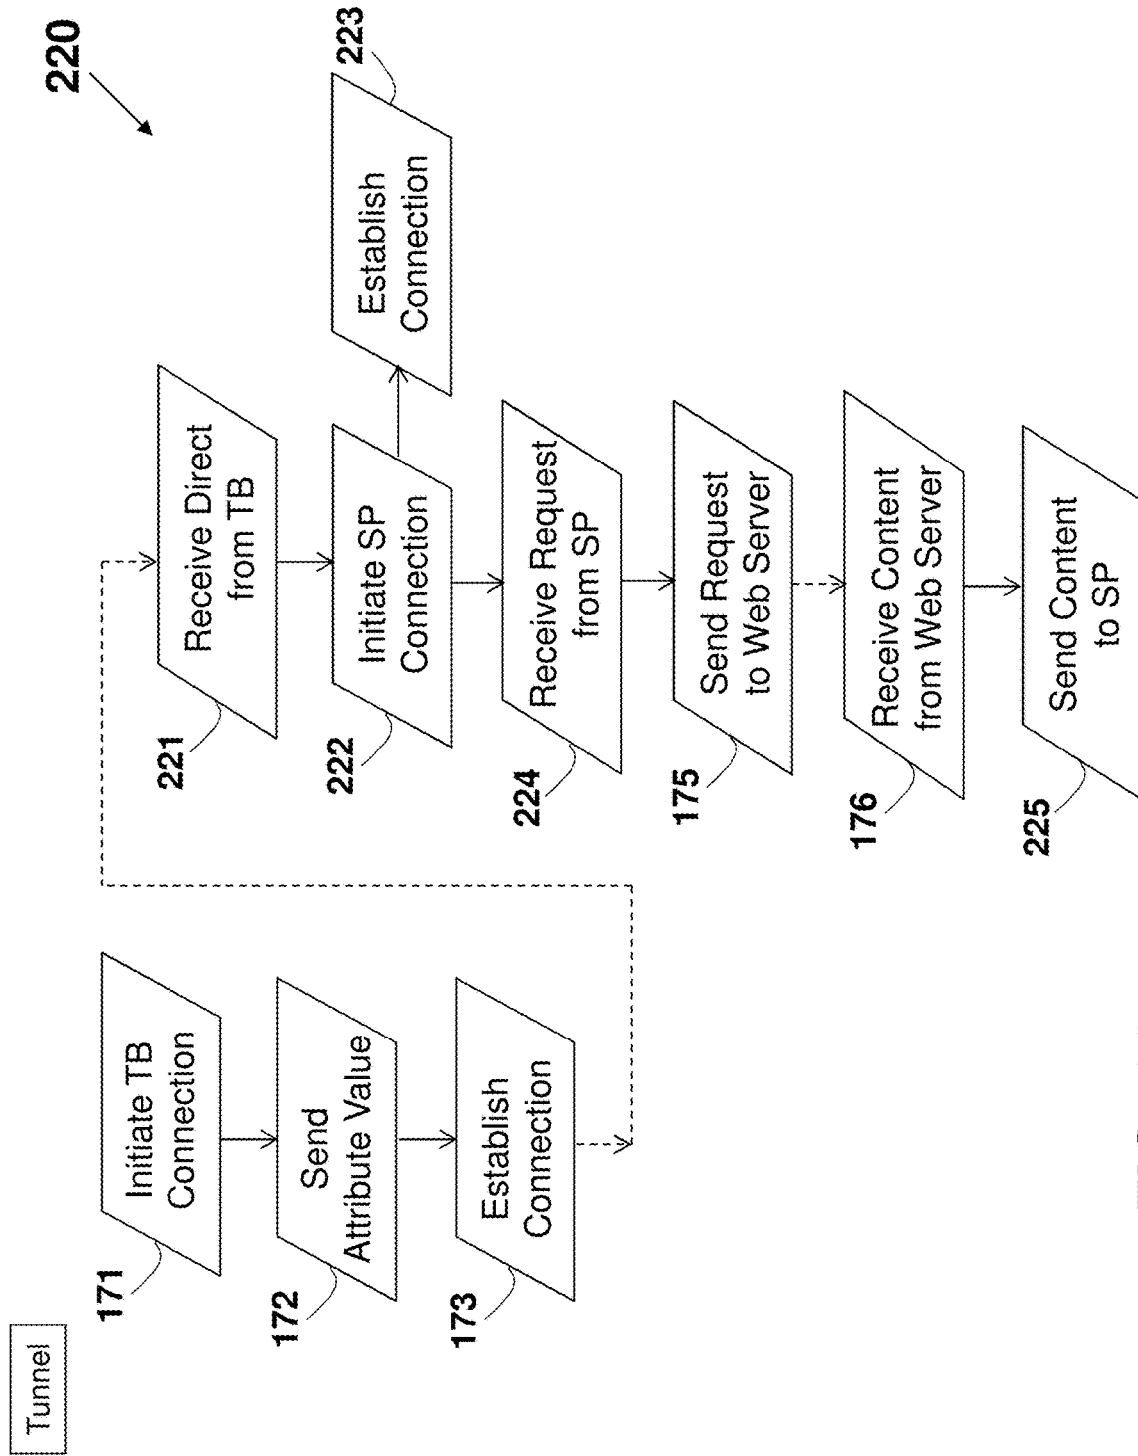 Tunnel
220
171
Initiate TB
Connection
172
Send
Attribute Value
173
Establish
Connection
221
Receive Direct
from TB
222
Initiate SP
Connection
223
Establish
Connection
224
Receive Request
from SP
175
Send Request
to Web Server
176
Receive Content
from Web Server
225
Send Content
to SP